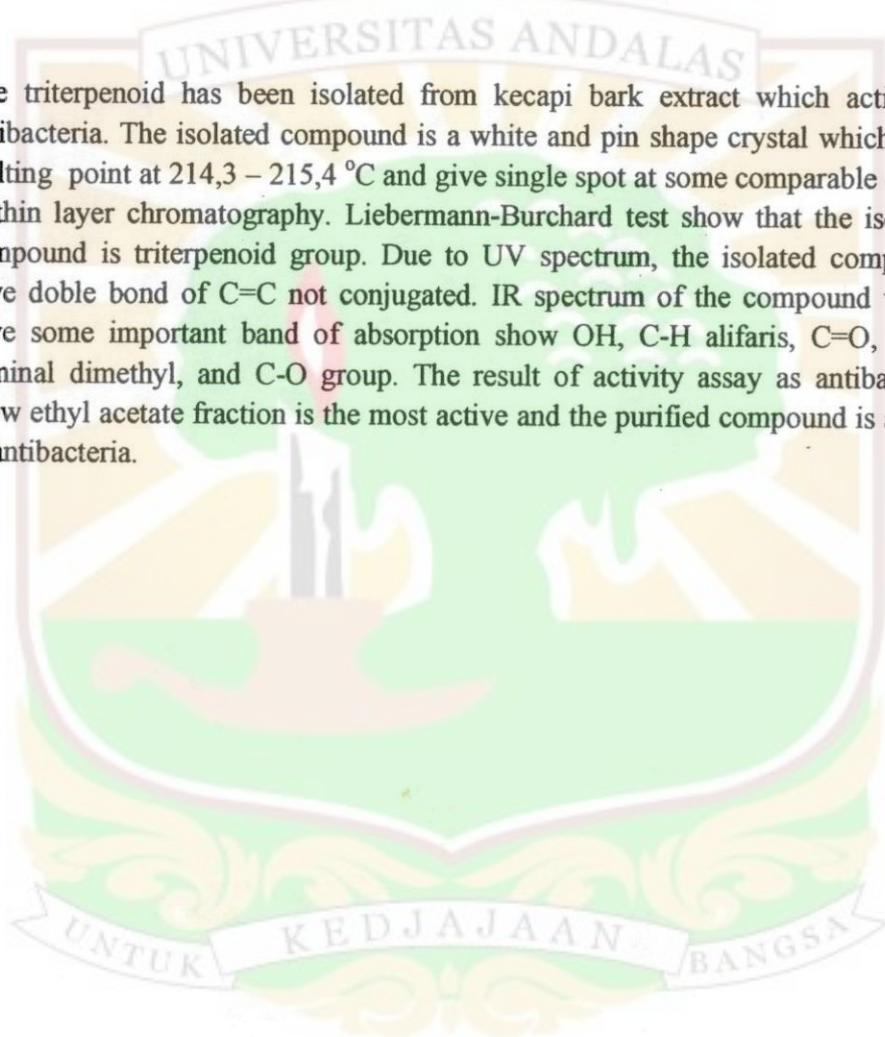 UNIVERSITAS ANDALAS
e triterpenoid has been isolated from kecapi bark extract which acti
ibacteria. The isolated compound is a white and pin shape crystal which
lting point at 214,3 – 215,4 °C and give single spot at some comparable
thin layer chromatography. Liebermann-Burchard test show that the is
npound is triterpenoid group. Due to UV spectrum, the isolated comp
e doble bond of C=C not conjugated. IR spectrum of the compound
e some important band of absorption show OH, C-H alifaris, C=O,
ninal dimethyl, and C-O group. The result of activity assay as antiba
w ethyl acetate fraction is the most active and the purified compound is
antibacteria.
UNTUK KEDJAJAAN BANGSA